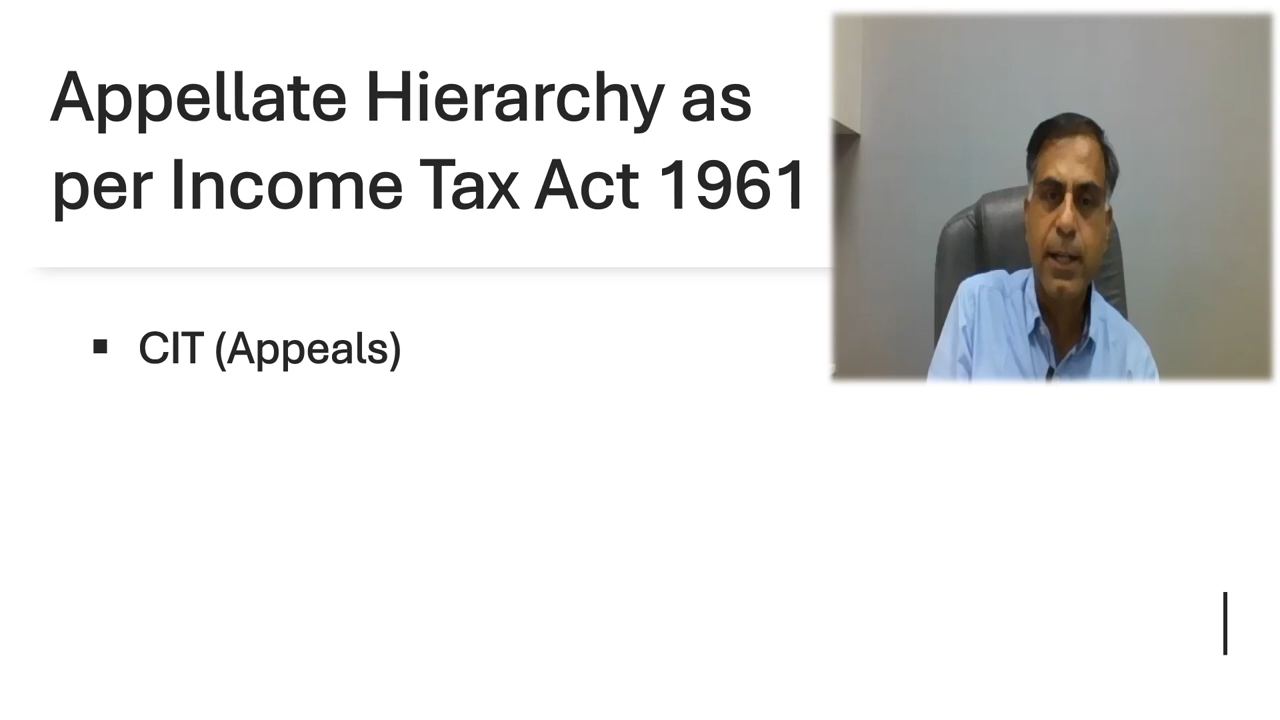 Appellate Hierarchy as
per Income Tax Act 1961
▪ CIT (Appeals)